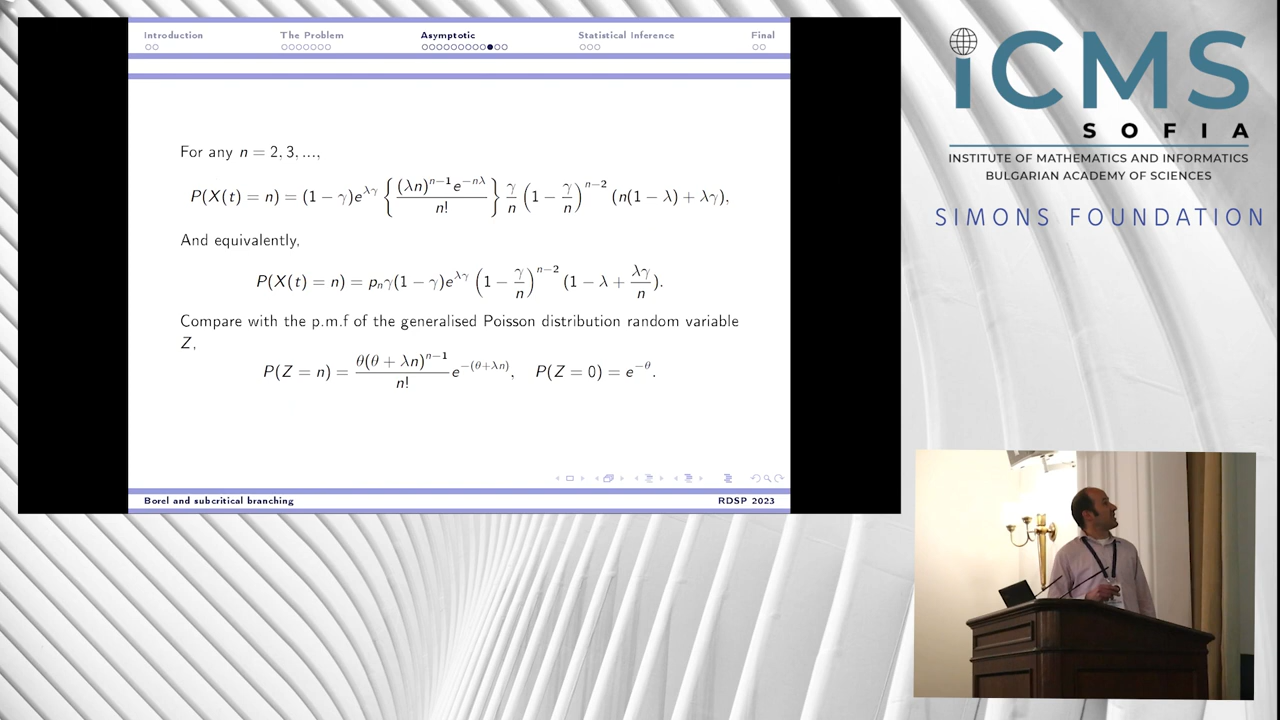 Introduction The Problem Asymptotic Statistical Inference Final
For any n = 2, 3, ...,
P(X(t) = n) = (1 − γ)e^{λγ} { (λn)^{n−1} e^{−nλ} / n! } γ/n (1 − γ/n)^{n−2} (n(1 − λ) + λγ),
And equivalently,
P(X(t) = n) = p_n γ(1 − γ)e^{λγ} (1 − γ/n)^{n−2} (1 − λ + λγ/n).
Compare with the p.m.f of the generalised Poisson distribution random variable
Z,
P(Z = n) = θ(θ + λn)^{n−1} / n! e^{−(θ+λn)}, P(Z = 0) = e^{−θ}.
Borel and subcritical branching RDSP 2023
iCMS
SOFIA
INSTITUTE OF MATHEMATICS AND INFORMATICS
BULGARIAN ACADEMY OF SCIENCES
SIMONS FOUNDATION